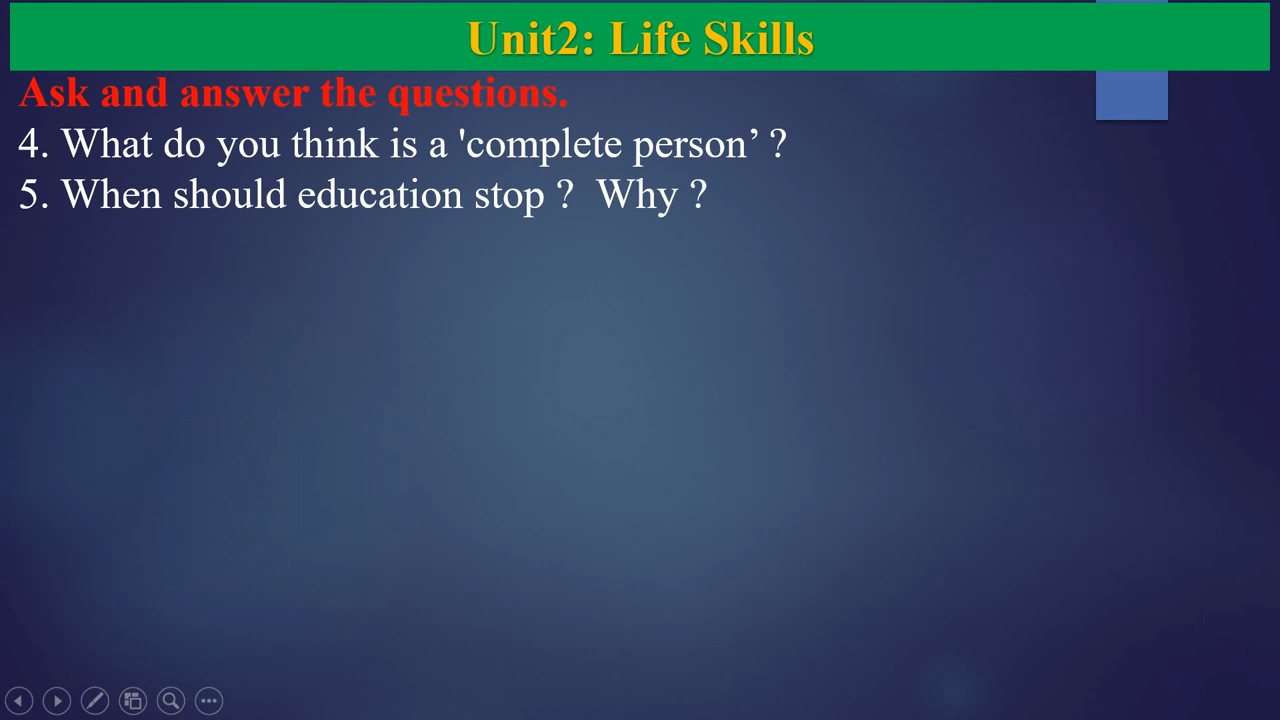 Unit2: Life Skills
Ask and answer the questions.
4. What do you think is a 'complete person’ ?
5. When should education stop ?  Why ?